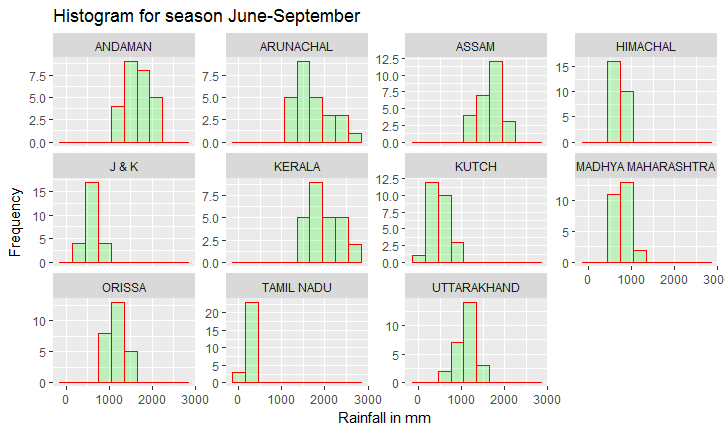 Histogram for season June-September
ANDAMAN ARUNACHAL ASSAM HIMACHAL
7.5 5.0 2.5 0.0
7.5 5.0 2.5 0.0
12.5 10.0 7.5 5.0 2.5 0.0
15 10 5 0
J & K KERALA KUTCH MADHYA MAHARASHTRA
15 10 5 0
7.5 5.0 2.5 0.0
12.5 10.0 7.5 5.0 2.5 0.0
10 5 0
0 1000 2000 3000
Frequency
ORISSA TAMIL NADU UTTARAKHAND
10 5 0
20 15 10 5 0
10 5 0
0 1000 2000 3000
0 1000 2000 3000
0 1000 2000 3000
Rainfall in mm